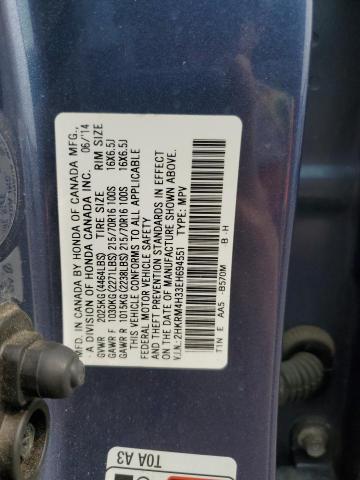 MFD. IN CANADA BY HONDA OF CANADA MFG.,
A DIVISION OF HONDA CANADA INC. 06/14
GVWR 2025KG(4464LBS) TIRE SIZE RIM SIZE
GAWR F 1030KG(2271LBS) 215/70R16 100S 16X6.5J
GAWR R 1015KG(2238LBS) 215/70R16 100S 16X6.5J
THIS VEHICLE CONFORMS TO ALL APPLICABLE
FEDERAL MOTOR VEHICLE SAFETY
AND THEFT PREVENTION STANDARDS IN EFFECT
ON THE DATE OF MANUFACTURE SHOWN ABOVE.
V.I.N.: 2HKRM4H33EH694551 TYPE: MPV
T1N E AA5 -B570M B-H
T0A A3